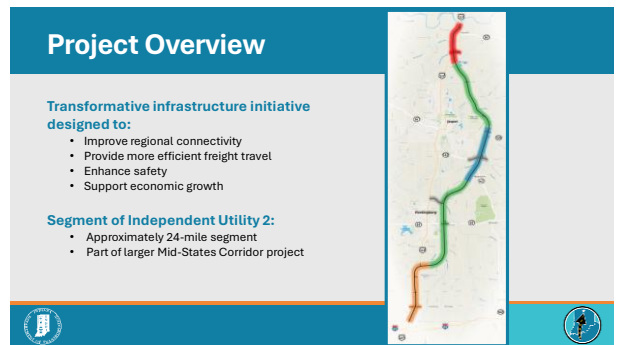 Project Overview
Transformative infrastructure initiative
designed to:
• Improve regional connectivity
• Provide more efficient freight travel
• Enhance safety
• Support economic growth
Segment of Independent Utility 2:
• Approximately 24-mile segment
• Part of larger Mid-States Corridor project